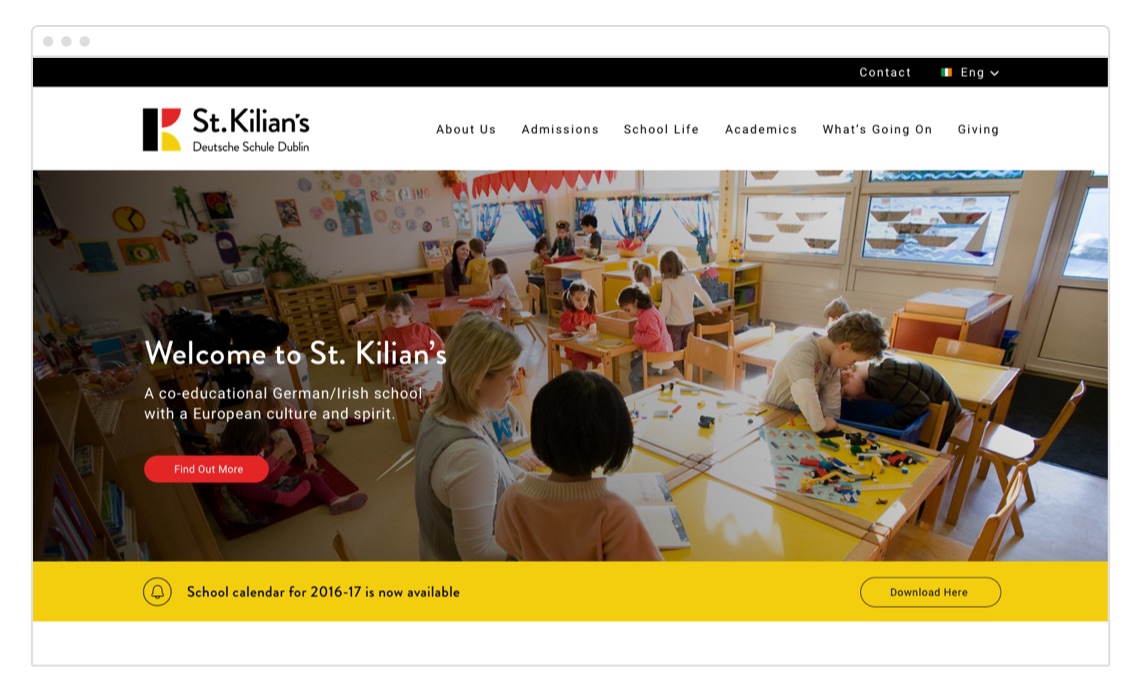 Contact
Eng
St.Kilian's
Deutsche Schule Dublin
About Us
Admissions
School Life
Academics
What's Going On
Giving
RECYCLING
Welcome to St. Kilian's
A co-educational German/Irish school
with a European culture and spirit.
Find Out More
School calendar for 2016-17 is now available
Download Here